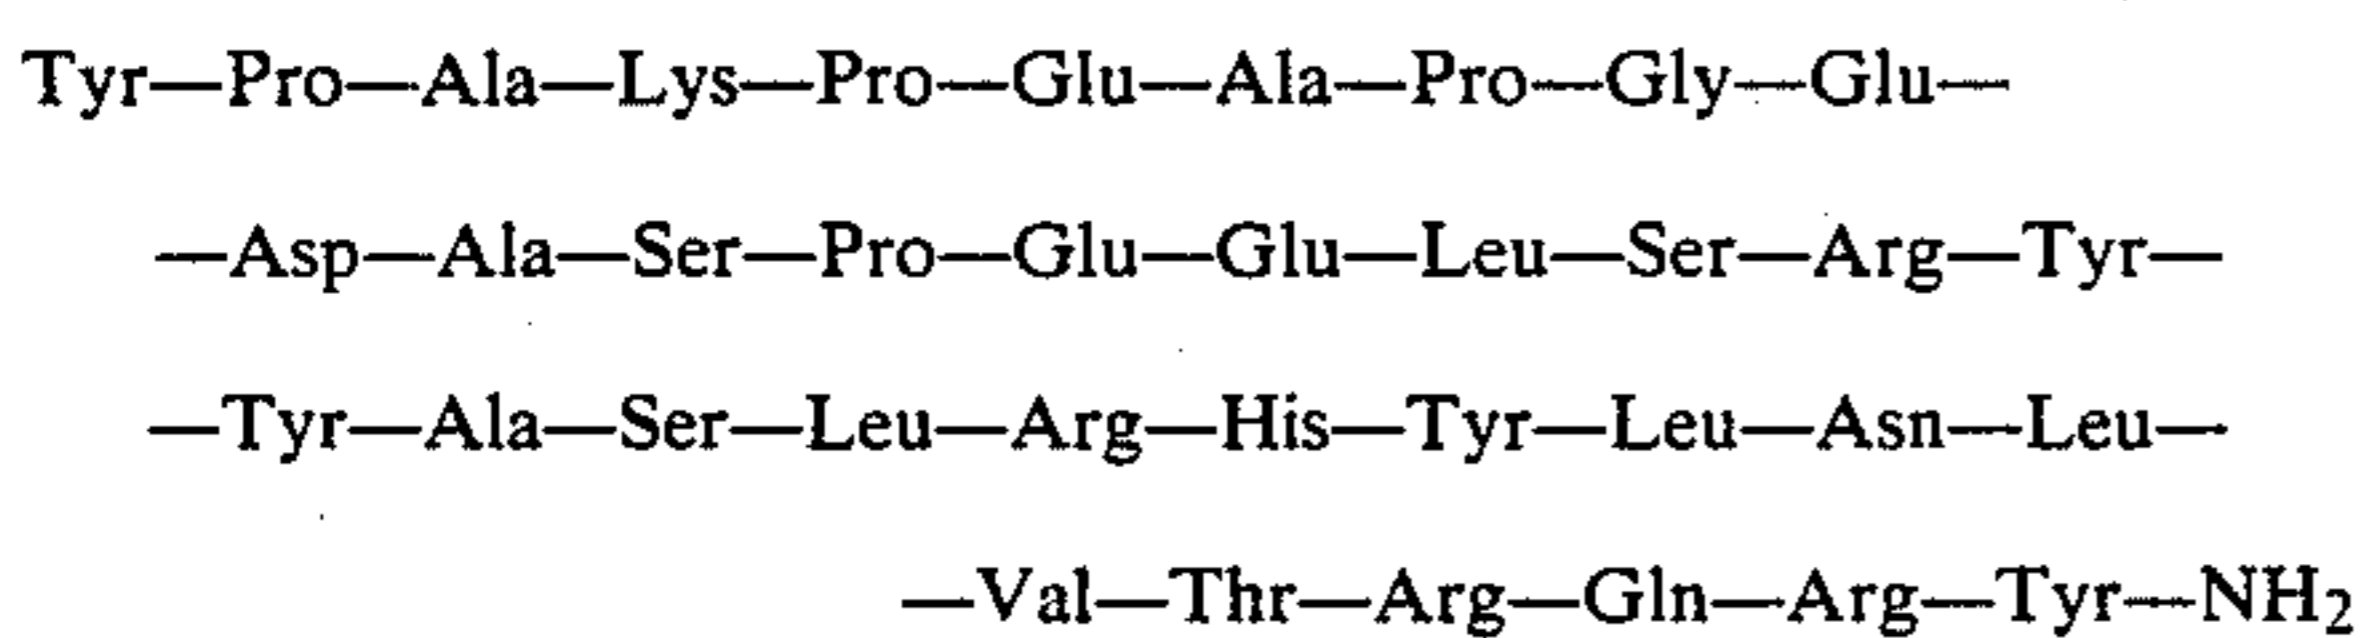 Tyr—Pro—Ala—Lys—Pro—Glu—Ala—Pro—Gly—Glu—
—Asp—Ala—Ser—Pro—Glu—Glu—Leu—Ser—Arg—Tyr—
—Tyr—Ala—Ser—Leu—Arg—His—Tyr—Leu—Asn—Leu—
—Val—Thr—Arg—Gln—Arg—Tyr—NH₂